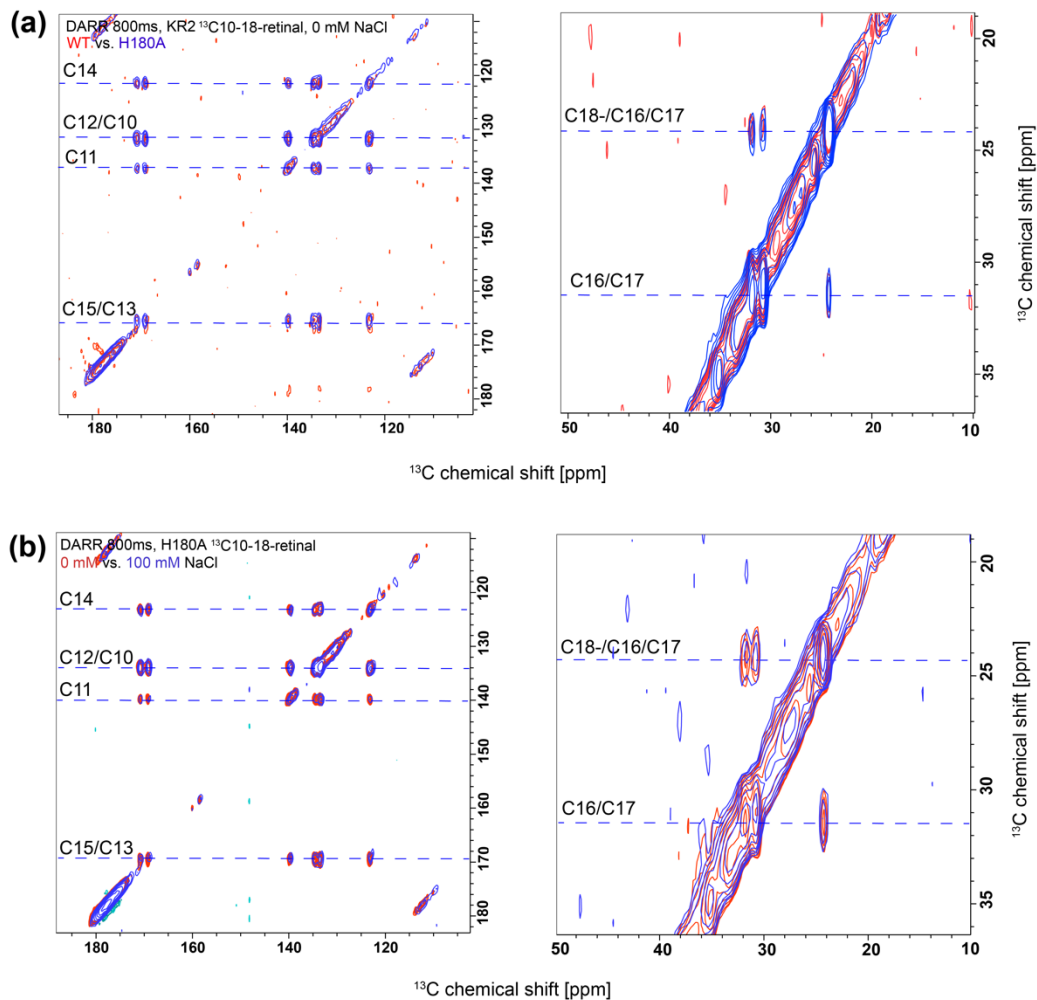 (a)
DARR 800ms, KR2 ¹³C10-18-retinal, 0 mM NaCl
WT vs. H180A
C14
C12/C10
C11
C15/C13
120
130
140
150
160
170
180
180
160
140
120
C18-/C16/C17
C16/C17
20
25
30
35
¹³C chemical shift [ppm]
50
40
30
20
10
¹³C chemical shift [ppm]
(b)
DARR 800ms, H180A ¹³C10-18-retinal
0 mM vs. 100 mM NaCl
C14
C12/C10
C11
C15/C13
120
130
140
150
160
170
180
180
160
140
120
C18-/C16/C17
C16/C17
20
25
30
35
¹³C chemical shift [ppm]
50
40
30
20
10
¹³C chemical shift [ppm]